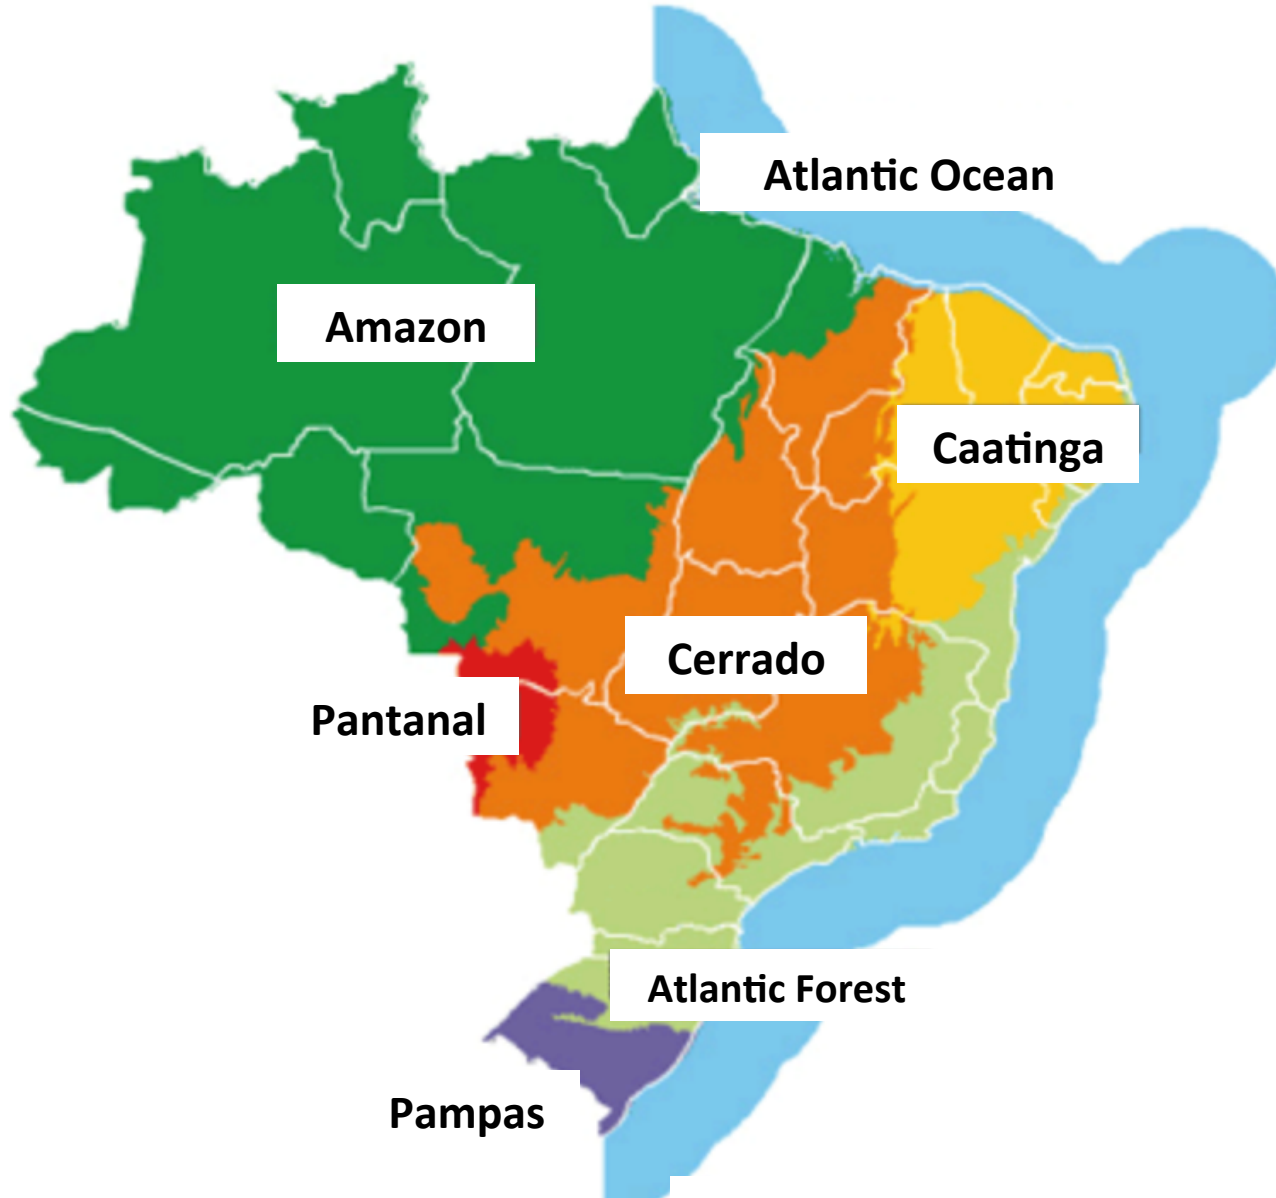 Atlantic Ocean
Amazon
Caatinga
Cerrado
Pantanal
Atlantic Forest
Pampas